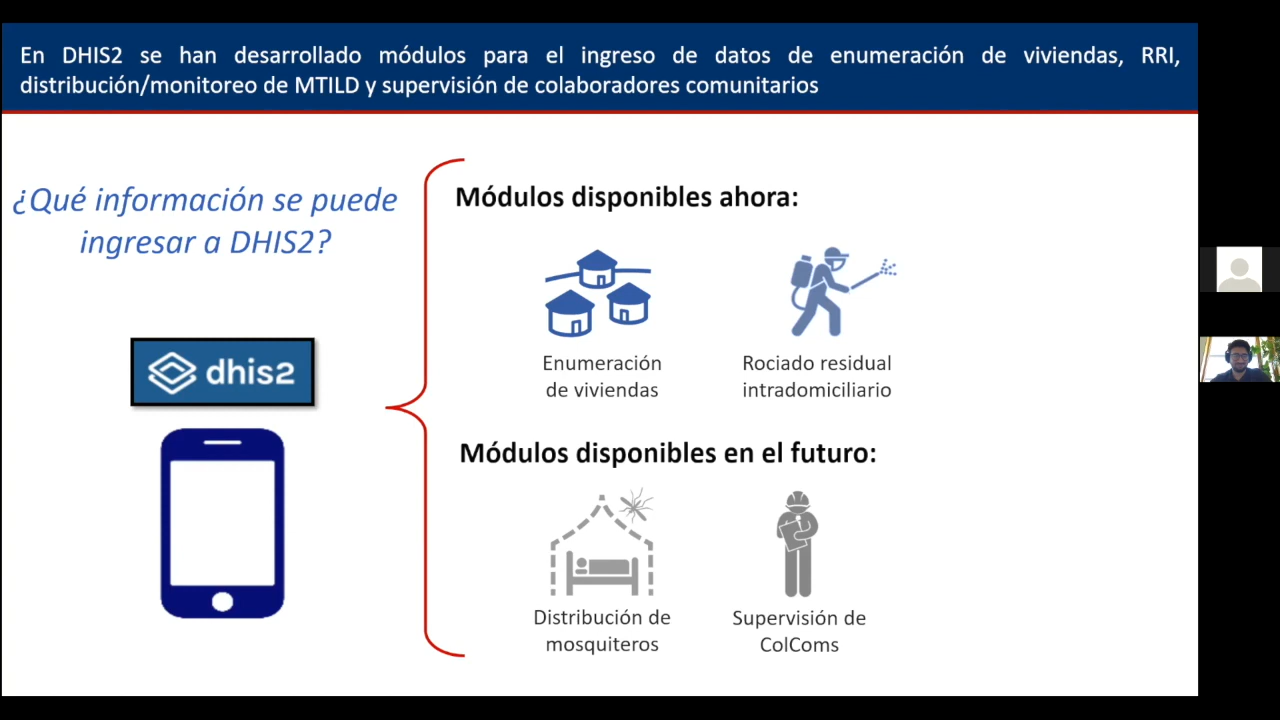 En DHIS2 se han desarrollado módulos para el ingreso de datos de enumeración de viviendas, RRI,
distribución/monitoreo de MTILD y supervisión de colaboradores comunitarios
¿Qué información se puede
ingresar a DHIS2?
dhis2
Módulos disponibles ahora:
Enumeración
de viviendas
Rociado residual
intradomiciliario
Módulos disponibles en el futuro:
Distribución de
mosquiteros
Supervisión de
ColComs